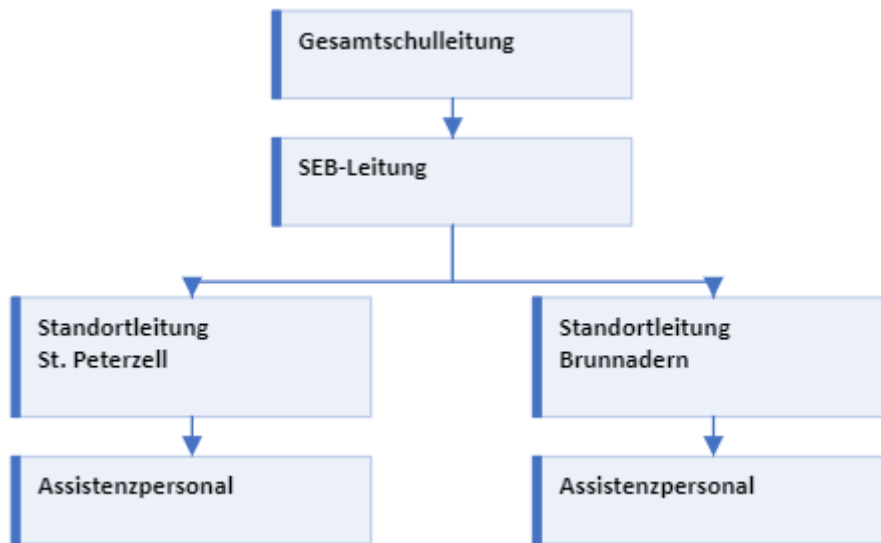 Gesamtschulleitung
SEB-Leitung
Standortleitung
St. Peterzell
Standortleitung
Brunnadern
Assistenzpersonal
Assistenzpersonal